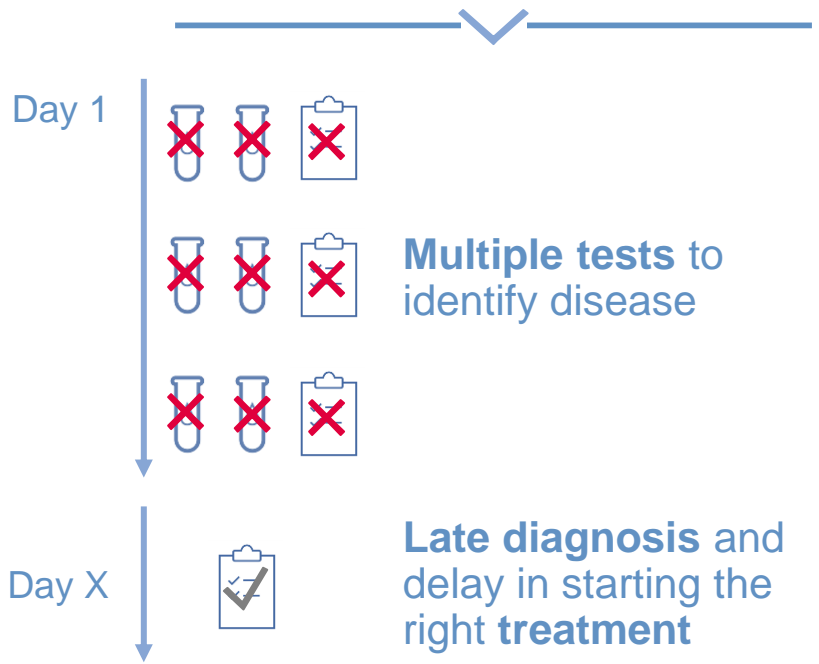 Day 1
Multiple tests to
identify disease
Day X
Late diagnosis and
delay in starting the
right treatment